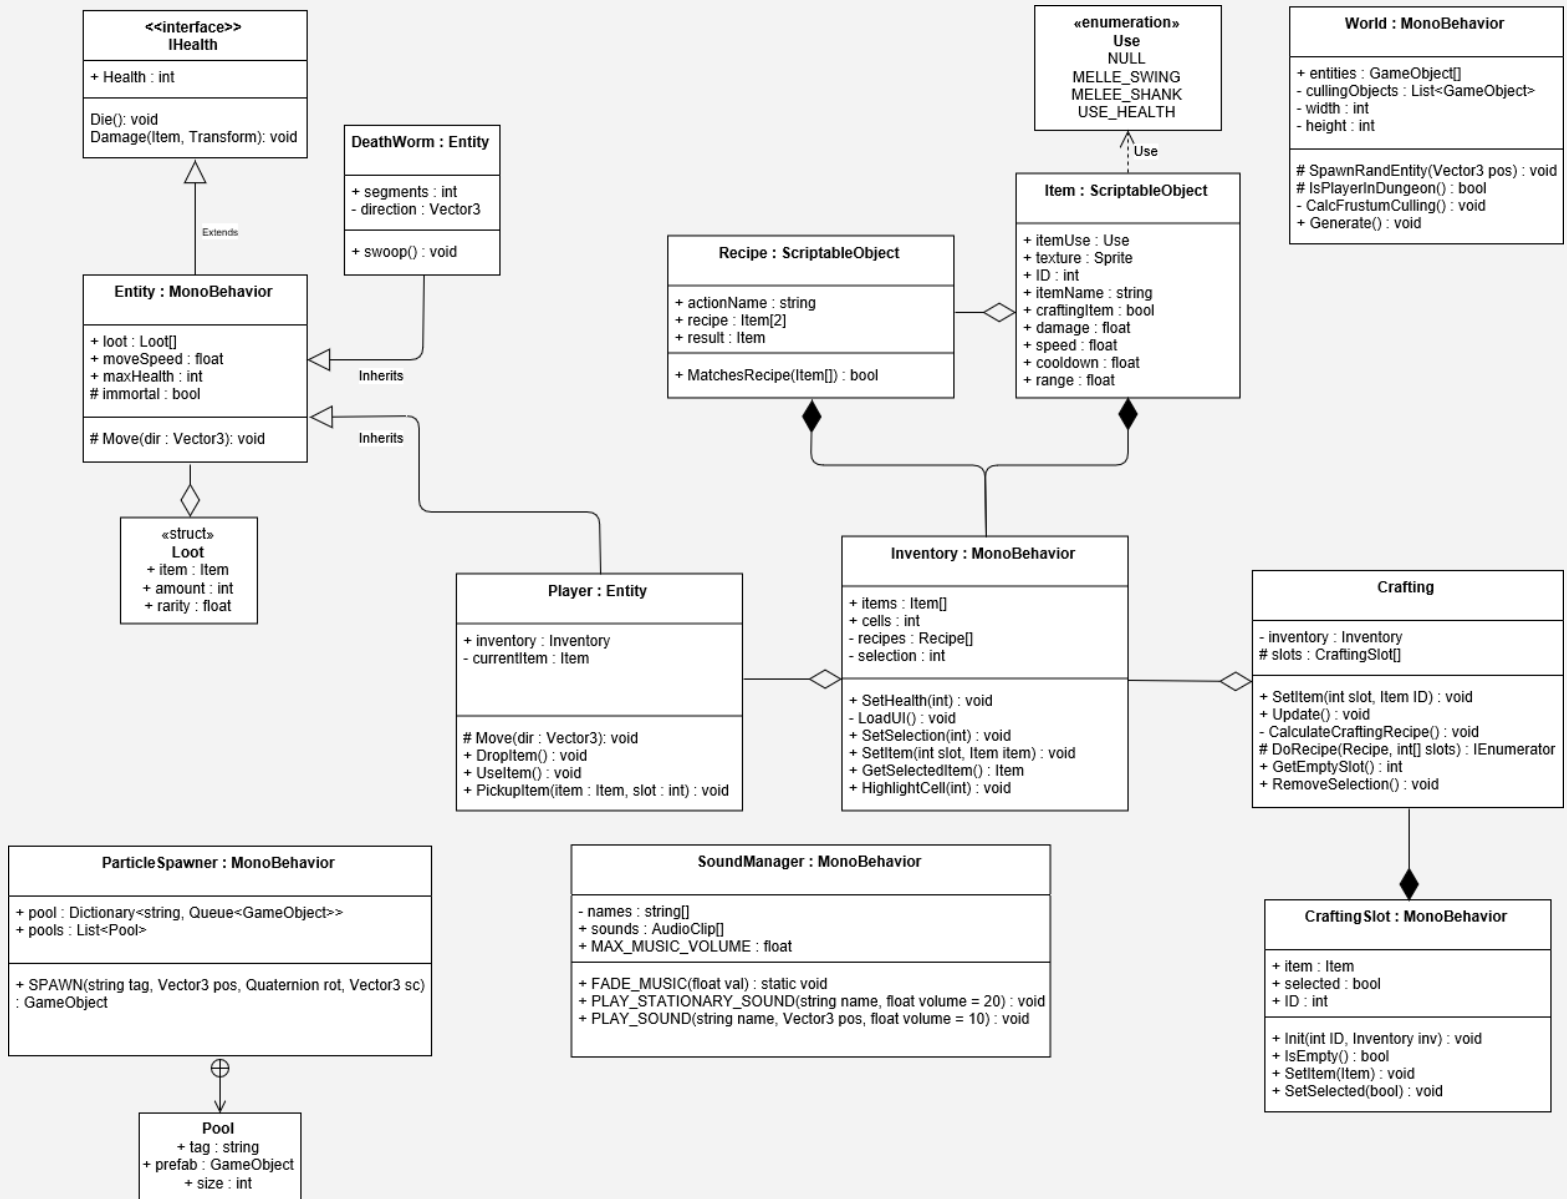 <<interface>>
IHealth
+ Health : int
Die(): void
Damage(Item, Transform): void
Extends
DeathWorm : Entity
+ segments : int
- direction : Vector3
+ swoop() : void
Entity : MonoBehavior
+ loot : Loot[]
+ moveSpeed : float
+ maxHealth : int
# immortal : bool
# Move(dir : Vector3): void
Inherits
Inherits
«struct»
Loot
+ item : Item
+ amount : int
+ rarity : float
«enumeration»
Use
NULL
MELLE_SWING
MELEE_SHANK
USE_HEALTH
Use
World : MonoBehavior
+ entities : GameObject[]
- cullingObjects : List<GameObject>
- width : int
- height : int
# SpawnRandEntity(Vector3 pos) : void
# IsPlayerInDungeon() : bool
- CalcFrustumCulling() : void
+ Generate() : void
Item : ScriptableObject
+ itemUse : Use
+ texture : Sprite
+ ID : int
+ itemName : string
+ craftingItem : bool
+ damage : float
+ speed : float
+ cooldown : float
+ range : float
Recipe : ScriptableObject
+ actionName : string
+ recipe : Item[2]
+ result : Item
+ MatchesRecipe(Item[]) : bool
Player : Entity
+ inventory : Inventory
- currentItem : Item
# Move(dir : Vector3): void
+ DropItem() : void
+ UseItem() : void
+ PickupItem(item : Item, slot : int) : void
Inventory : MonoBehavior
+ items : Item[]
+ cells : int
- recipes : Recipe[]
- selection : int
+ SetHealth(int) : void
- LoadUI() : void
+ SetSelection(int) : void
+ SetItem(int slot, Item item) : void
+ GetSelectedItem() : Item
+ HighlightCell(int) : void
Crafting
- inventory : Inventory
# slots : CraftingSlot[]
+ SetItem(int slot, Item ID) : void
+ Update() : void
- CalculateCraftingRecipe() : void
# DoRecipe(Recipe, int[] slots) : IEnumerator
+ GetEmptySlot() : int
+ RemoveSelection() : void
ParticleSpawner : MonoBehavior
+ pool : Dictionary<string, Queue<GameObject>>
+ pools : List<Pool>
+ SPAWN(string tag, Vector3 pos, Quaternion rot, Vector3 sc)
: GameObject
Pool
+ tag : string
+ prefab : GameObject
+ size : int
SoundManager : MonoBehavior
- names : string[]
+ sounds : AudioClip[]
+ MAX_MUSIC_VOLUME : float
+ FADE_MUSIC(float val) : static void
+ PLAY_STATIONARY_SOUND(string name, float volume = 20) : void
+ PLAY_SOUND(string name, Vector3 pos, float volume = 10) : void
CraftingSlot : MonoBehavior
+ item : Item
+ selected : bool
+ ID : int
+ Init(int ID, Inventory inv) : void
+ IsEmpty() : bool
+ SetItem(Item) : void
+ SetSelected(bool) : void